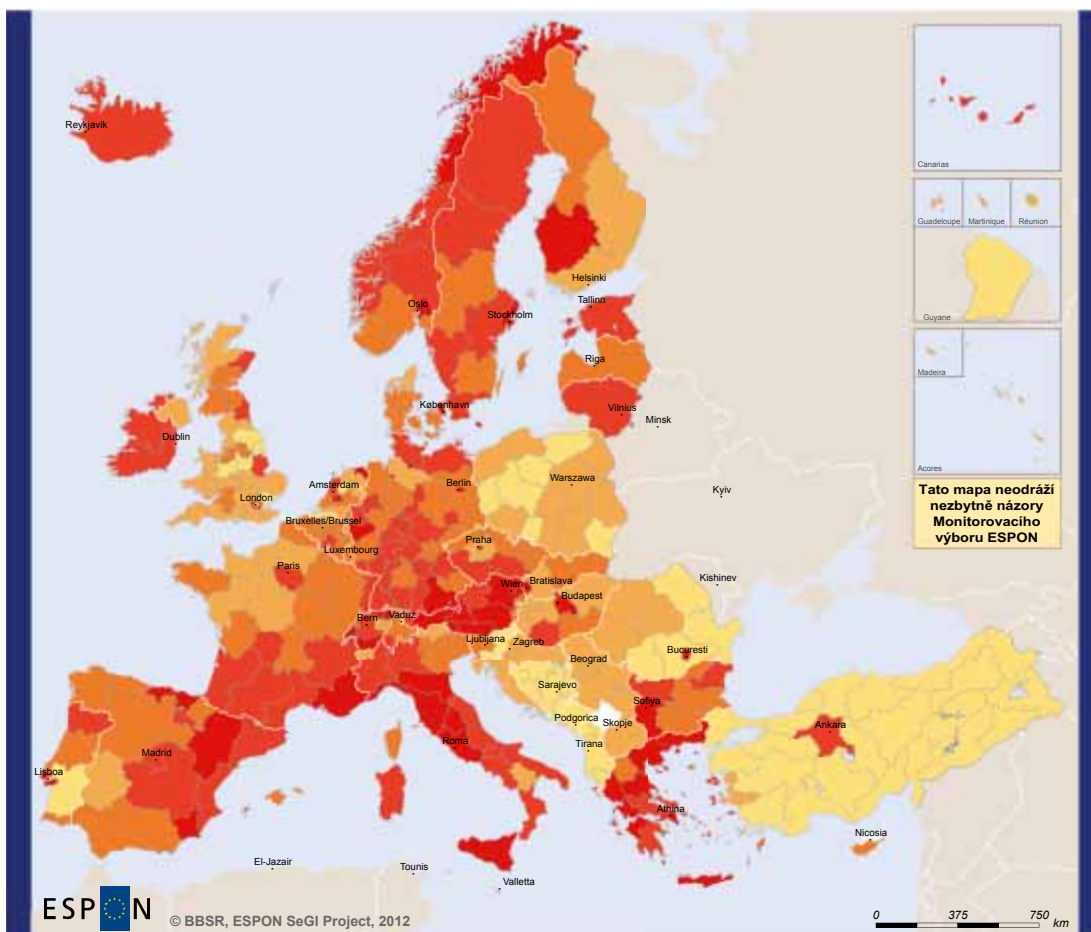 Reykjavik
Canarias
Guadeloupe
Martinique
Réunion
Guyane
Madeira
Acores
Tato mapa neodráží
nezbytně názory
Monitorovacího
výboru ESPON
Helsinki
Oslo
Tallinn
Stockholm
Riga
København
Vilnius
Minsk
Dublin
Amsterdam
Berlin
Warszawa
London
Kyiv
Bruxelles/Brussel
Praha
Luxembourg
Paris
Kishinev
Wien
Bratislava
Budapest
Bern
Vaduz
Ljubljana
Zagreb
Bucuresti
Beograd
Sarajevo
Sofiya
Podgorica
Skopje
Ankara
Madrid
Roma
Tirana
Lisboa
Athina
Nicosia
El-Jazair
Tounis
Valletta
ESPON
© BBSR, ESPON SeGI Project, 2012
0 375 750
km